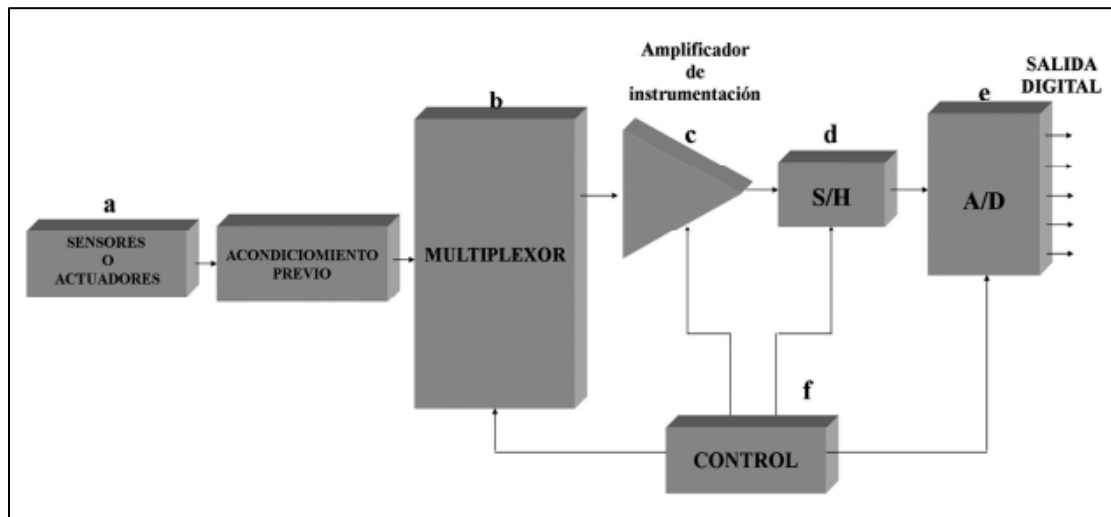 Amplificador
de
instrumentación
SALIDA
DIGITAL
a
b
c
d
e
SENSORES
O
ACTUADORES
ACONDICIOMIENTO
PREVIO
MULTIPLEXOR
S/H
A/D
f
CONTROL